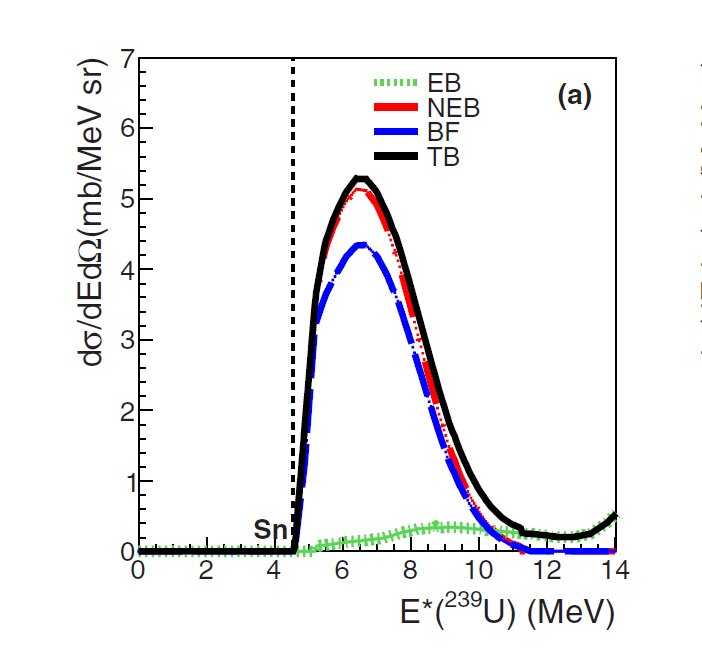 7
6
5
4
3
2
1
0
dσ/dEdΩ(mb/MeV sr)
EB
NEB
BF
TB
(a)
Sn
0 2 4 6 8 10 12 14
E*(²³⁹U) (MeV)